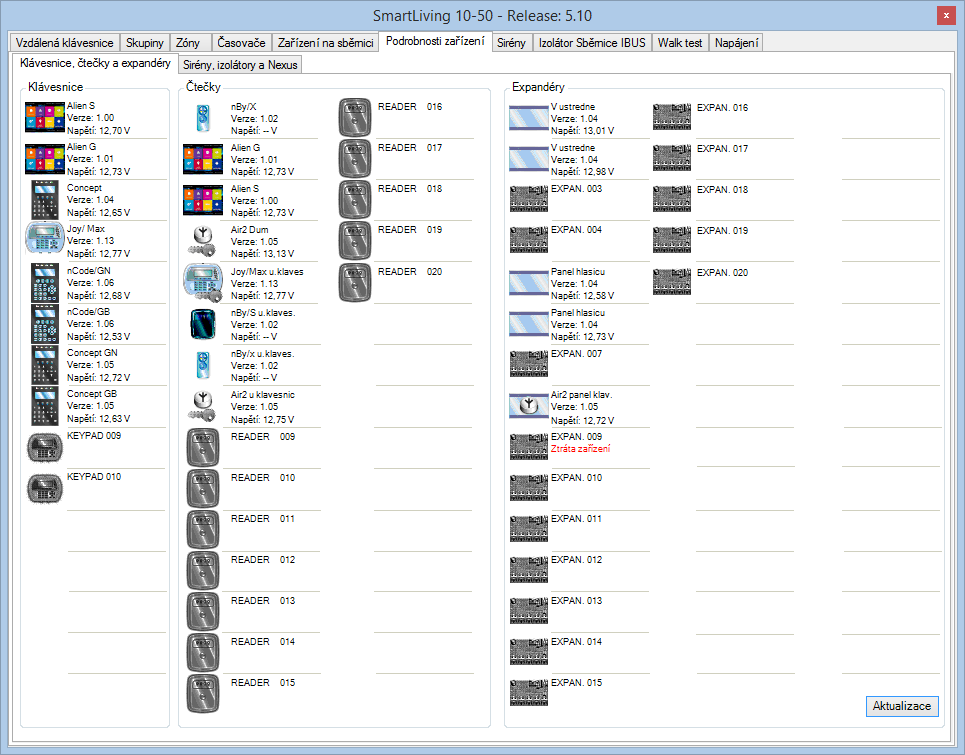 SmartLiving 10-50 - Release: 5.10
x
Vzdálená klávesnice
Skupiny
Zóny
Časovače
Zařízení na sběrnici
Podrobnosti zařízení
Sirény
Izolátor Sběrnice IBUS
Walk test
Napájení
Klávesnice, čtečky a expandéry
Sirény, izolátory a Nexus
Klávesnice
Alien S
Verze: 1.00
Napětí: 12,70 V
Alien G
Verze: 1.01
Napětí: 12,73 V
Concept
Verze: 1.04
Napětí: 12,65 V
Joy/ Max
Verze: 1.13
Napětí: 12,77 V
nCode/GN
Verze: 1.06
Napětí: 12,68 V
nCode/GB
Verze: 1.06
Napětí: 12,53 V
Concept GN
Verze: 1.05
Napětí: 12,72 V
Concept GB
Verze: 1.05
Napětí: 12,63 V
KEYPAD 009
KEYPAD 010
Čtečky
nBy/X
Verze: 1.02
Napětí: -- V
Alien G
Verze: 1.01
Napětí: 12,73 V
Alien S
Verze: 1.00
Napětí: 12,73 V
Air2 Dum
Verze: 1.05
Napětí: 13,13 V
Joy/Max u.klaves
Verze: 1.13
Napětí: 12,77 V
nBy/S u.klaves.
Verze: 1.02
Napětí: -- V
nBy/x u.klaves.
Verze: 1.02
Napětí: -- V
Air2 u klavesnic
Verze: 1.05
Napětí: 12,75 V
READER 009
READER 010
READER 011
READER 012
READER 013
READER 014
READER 015
READER 016
READER 017
READER 018
READER 019
READER 020
Expandéry
V ustredne
Verze: 1.04
Napětí: 13,01 V
V ustredne
Verze: 1.04
Napětí: 12,98 V
EXPAN. 003
EXPAN. 004
Panel hlasicu
Verze: 1.04
Napětí: 12,58 V
Panel hlasicu
Verze: 1.04
Napětí: 12,73 V
EXPAN. 007
Air2 panel klav.
Verze: 1.05
Napětí: 12,72 V
EXPAN. 009
Ztráta zařízení
EXPAN. 010
EXPAN. 011
EXPAN. 012
EXPAN. 013
EXPAN. 014
EXPAN. 015
EXPAN. 016
EXPAN. 017
EXPAN. 018
EXPAN. 019
EXPAN. 020
Aktualizace